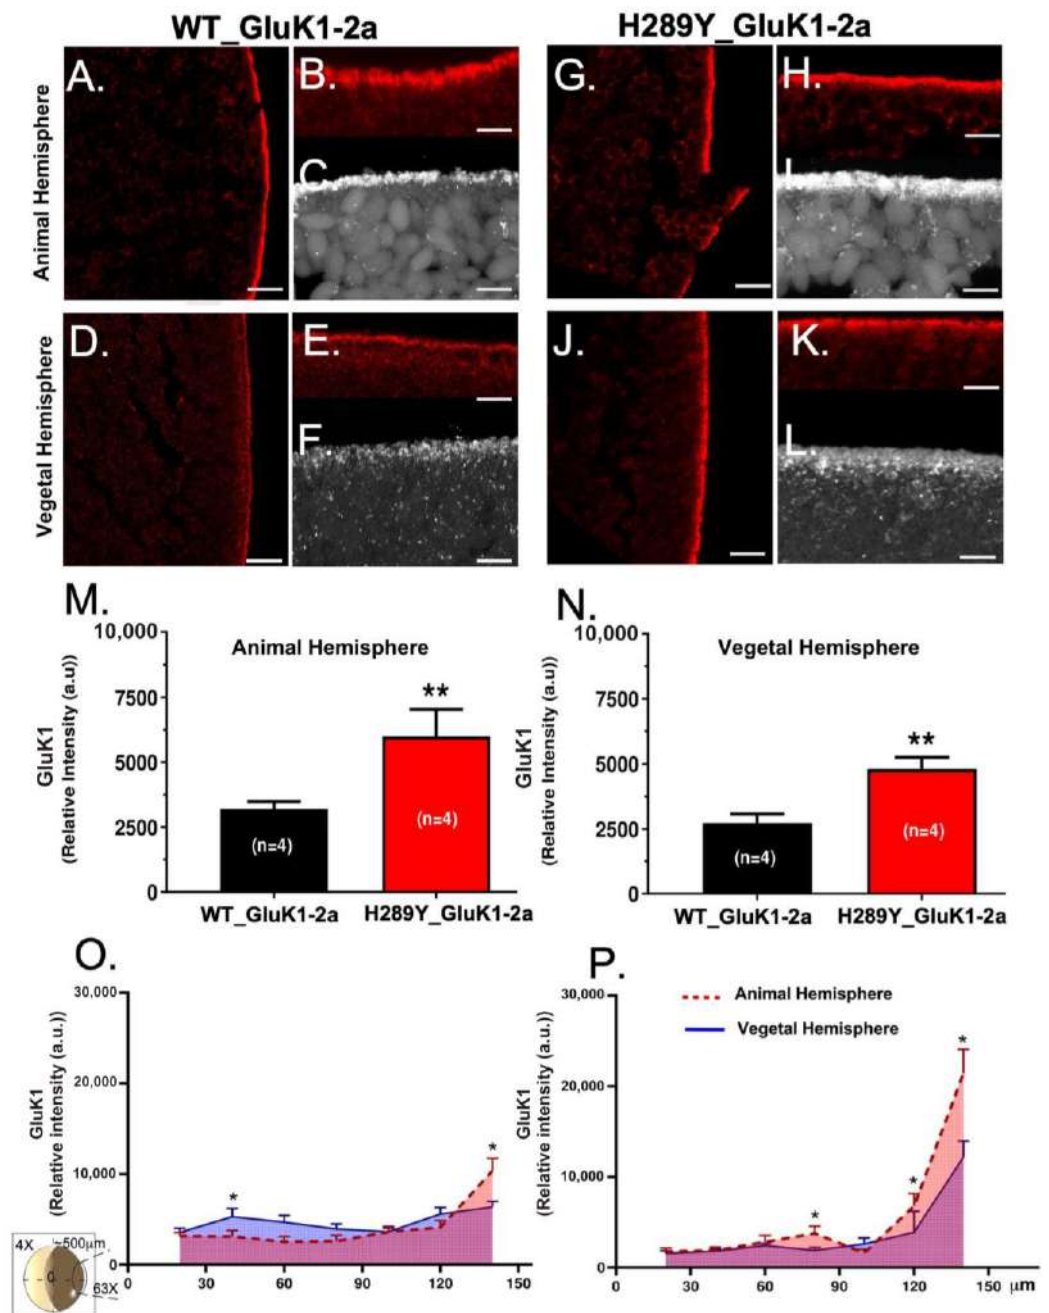 WT_GluK1-2a
H289Y_GluK1-2a
Animal Hemisphere
A.
B.
C.
G.
H.
I.
Vegetal Hemisphere
D.
E.
F.
J.
K.
L.
M.
Animal Hemisphere
GluK1
(Relative Intensity (a.u))
10,000
7500
5000
2500
0
**
(n=4)
(n=4)
WT_GluK1-2a
H289Y_GluK1-2a
N.
Vegetal Hemisphere
GluK1
(Relative Intensity (a.u))
10,000
7500
5000
2500
0
**
(n=4)
(n=4)
WT_GluK1-2a
H289Y_GluK1-2a
O.
GluK1
(Relative intensity (a.u.))
30,000
20,000
10,000
0
*
*
0 30 60 90 120 150
4X
~500µm
0
63X
P.
Animal Hemisphere
Vegetal Hemisphere
GluK1
(Relative intensity (a.u.))
30,000
20,000
10,000
0
*
*
*
0 30 60 90 120 150 µm